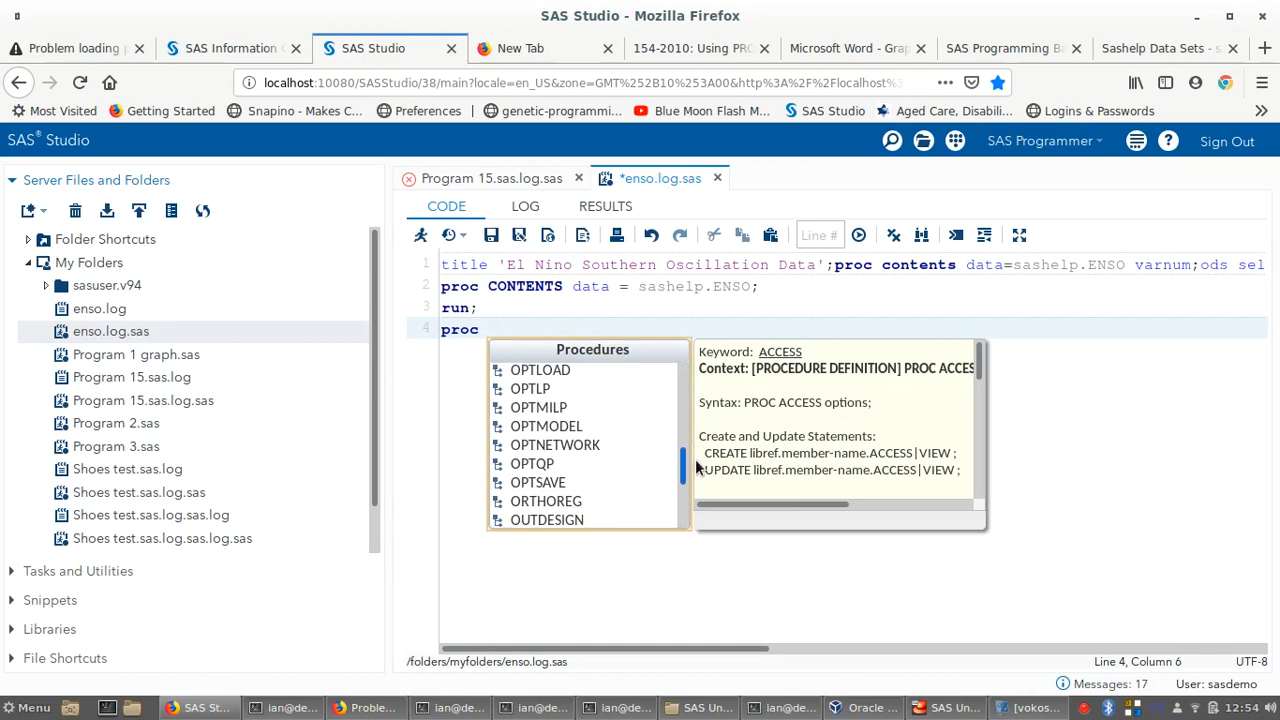 SAS Studio - Mozilla Firefox
Problem loading p
SAS Information (
SAS Studio
New Tab
154-2010: Using PR
Microsoft Word - Gra
SAS Programming Ba
Sashelp Data Sets - s
localhost:10080/SASStudio/38/main?locale=en_US&zone=GMT%252B10%253A00&http%3A%2F%2Flocalhost%
Most Visited
Getting Started
Snapino - Makes C...
Preferences
genetic-programmi...
Blue Moon Flash M...
SAS Studio
Aged Care, Disabili...
Logins & Passwords
SAS® Studio
SAS Programmer
Sign Out
Server Files and Folders
Folder Shortcuts
My Folders
sasuser.v94
enso.log
enso.log.sas
Program 1 graph.sas
Program 15.sas.log
Program 15.sas.log.sas
Program 2.sas
Program 3.sas
Shoes test.sas.log
Shoes test.sas.log.sas
Shoes test.sas.log.sas.log
Shoes test.sas.log.sas.log.sas
Tasks and Utilities
Snippets
Libraries
File Shortcuts
Program 15.sas.log.sas
*enso.log.sas
CODE
LOG
RESULTS
Line #
1 title 'El Nino Southern Oscillation Data';proc contents data=sashelp.ENSO varnum;ods sel
2 proc CONTENTS data = sashelp.ENSO;
3 run;
4 proc
Procedures
OPTLOAD
OPTLP
OPTMILP
OPTMODEL
OPTNETWORK
OPTQP
OPTSAVE
ORTHOREG
OUTDESIGN
Keyword: ACCESS
Context: [PROCEDURE DEFINITION] PROC ACCES
Syntax: PROC ACCESS options;
Create and Update Statements:
CREATE libref.member-name.ACCESS|VIEW ;
UPDATE libref.member-name.ACCESS|VIEW ;
/folders/myfolders/enso.log.sas
Line 4, Column 6
UTF-8
Messages: 17
User: sasdemo
Menu
SAS St...
ian@de...
Proble...
ian@de...
ian@de...
ian@de...
SAS Un...
ian@de...
Oracle ...
SAS Un...
[vokos...
12:54